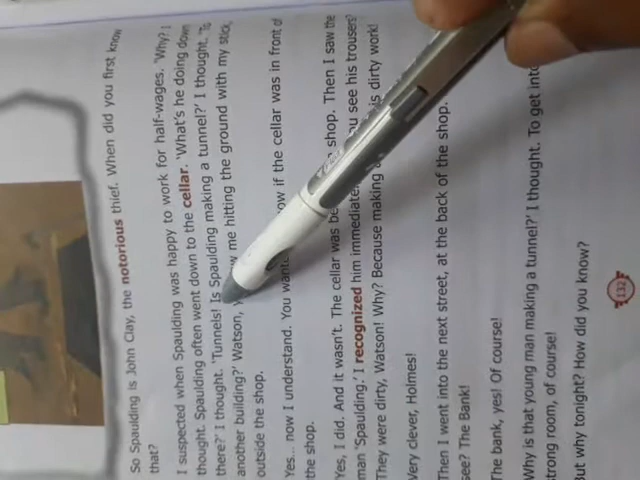 So Spaulding is John Clay, the notorious thief. When did you first know
that?
I suspected when Spaulding was happy to work for half-wages. 'Why? I
thought. Spaulding often went down to the cellar. 'What's he doing down
there?' I thought. 'Tunnels! Is Spaulding making a tunnel?' I thought, 'To
another building?' Watson, me hitting the ground with my stick,
outside the shop.
Yes... now I understand. You if the cellar was in front of
the shop.
Yes, I did. And it wasn't. The cellar was shop. Then I saw the
man 'Spaulding.' I recognized him see his trousers?
They were dirty, Watson! Why? Because making is dirty work!
Very clever, Holmes!
Then I went into the next street, at the back of the shop.
see? The Bank!
The bank, yes! Of course!
Why is that young man making a tunnel?' I thought. To get
strong room, of course!
But why tonight? How did you know?
132